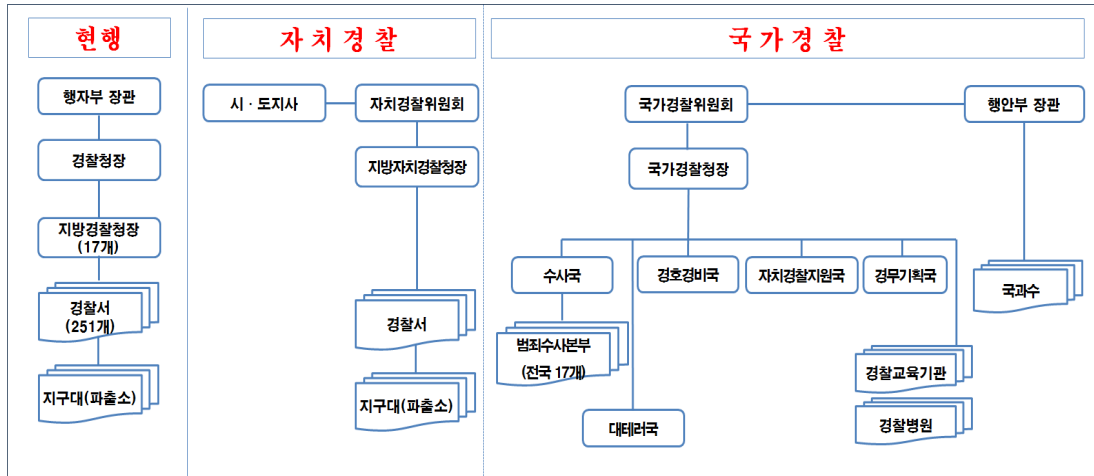 현행
행자부 장관
경찰청장
지방경찰청장
(17개)
경찰서
(251개)
지구대(파출소)
자치경찰
시·도지사
자치경찰위원회
지방자치경찰청장
경찰서
지구대(파출소)
국가경찰
국가경찰위원회
행안부 장관
국가경찰청장
수사국
경호경비국
자치경찰지원국
경무기획국
국과수
범죄수사본부
(전국 17개)
경찰교육기관
대테러국
경찰병원